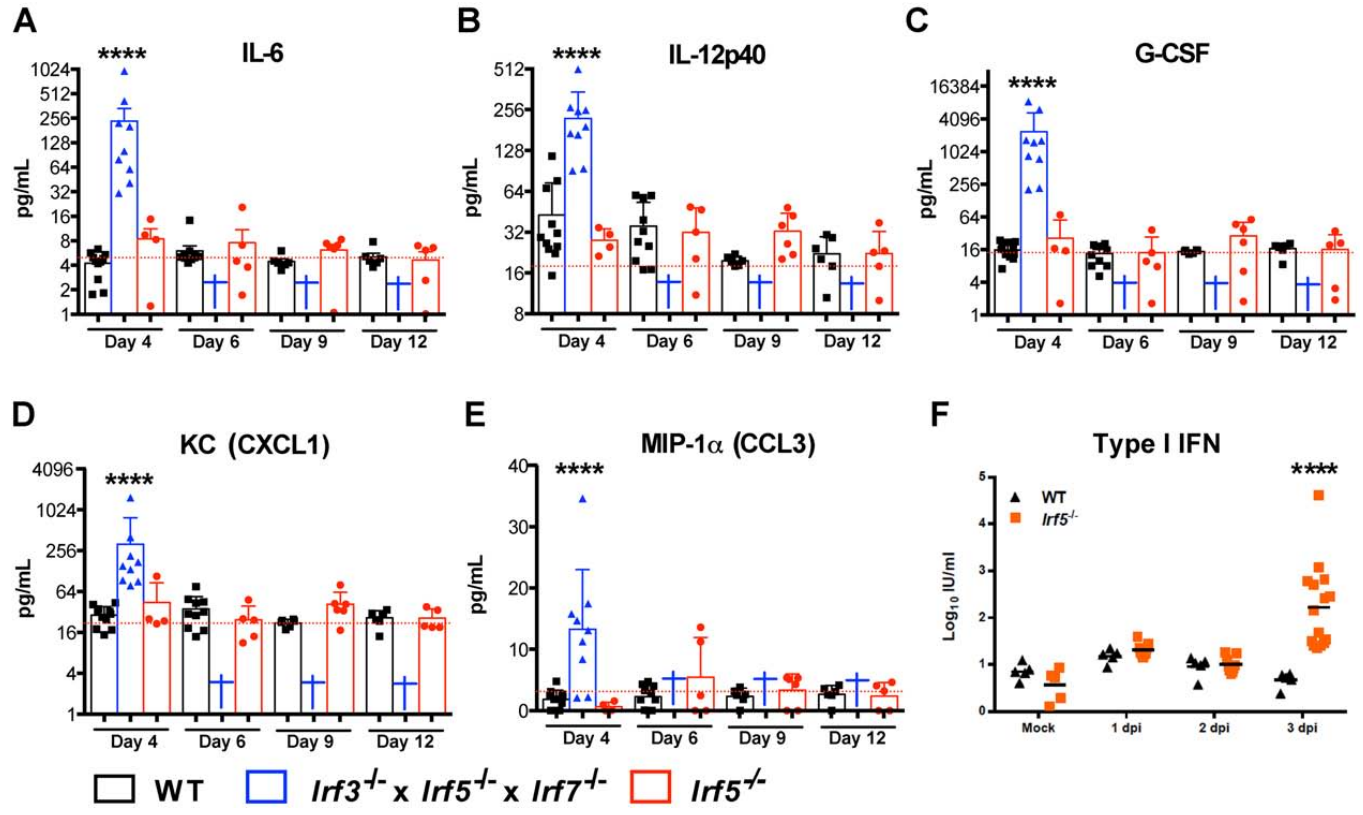 A
IL-6
****
1024
512
256
128
64
32
16
8
4
2
1
pg/mL
Day 4 Day 6 Day 9 Day 12
B
IL-12p40
****
512
256
128
64
32
16
8
pg/mL
Day 4 Day 6 Day 9 Day 12
C
G-CSF
****
16384
4096
1024
256
64
16
4
1
pg/mL
Day 4 Day 6 Day 9 Day 12
D
KC (CXCL1)
****
4096
1024
256
64
16
4
1
pg/mL
Day 4 Day 6 Day 9 Day 12
E
MIP-1α (CCL3)
****
40
30
20
10
0
pg/mL
Day 4 Day 6 Day 9 Day 12
F
Type I IFN
****
WT
Irf5-/-
5
4
3
2
1
0
Log10 IU/ml
Mock 1 dpi 2 dpi 3 dpi
WT Irf3-/- x Irf5-/- x Irf7-/- Irf5-/-